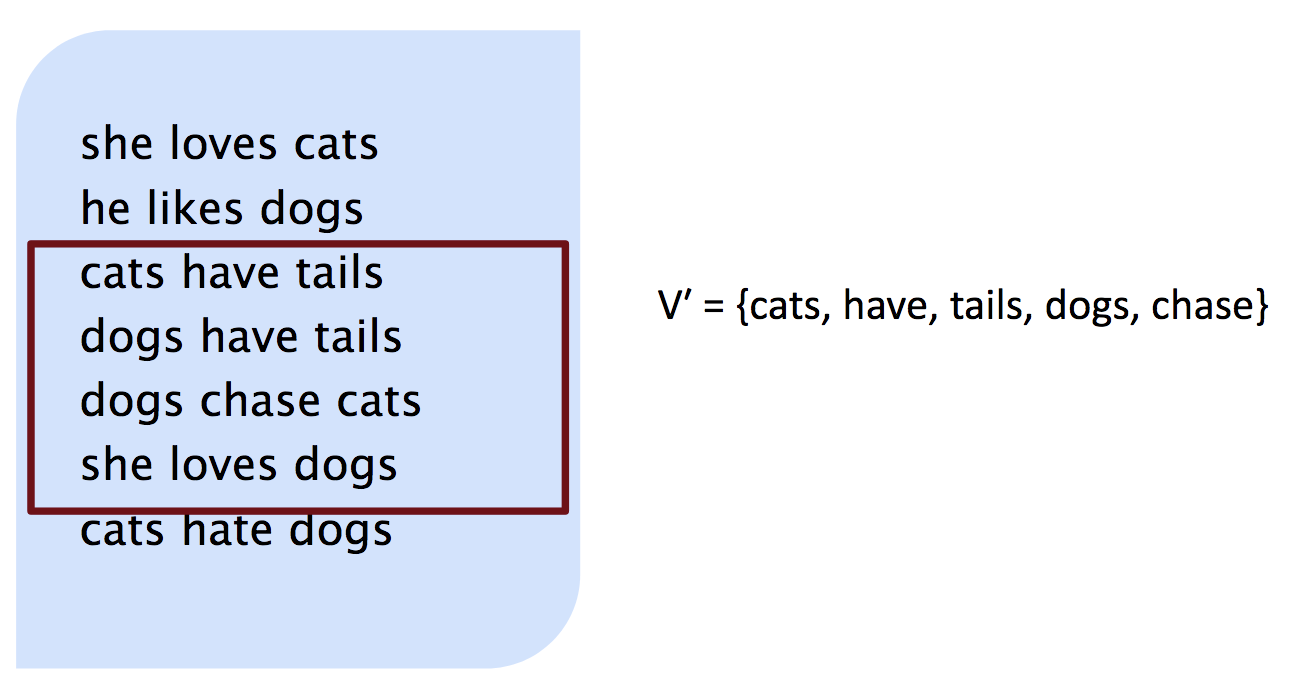 she loves cats
he likes dogs
cats have tails
dogs have tails
dogs chase cats
she loves dogs
cats hate dogs
V′ = {cats, have, tails, dogs, chase}